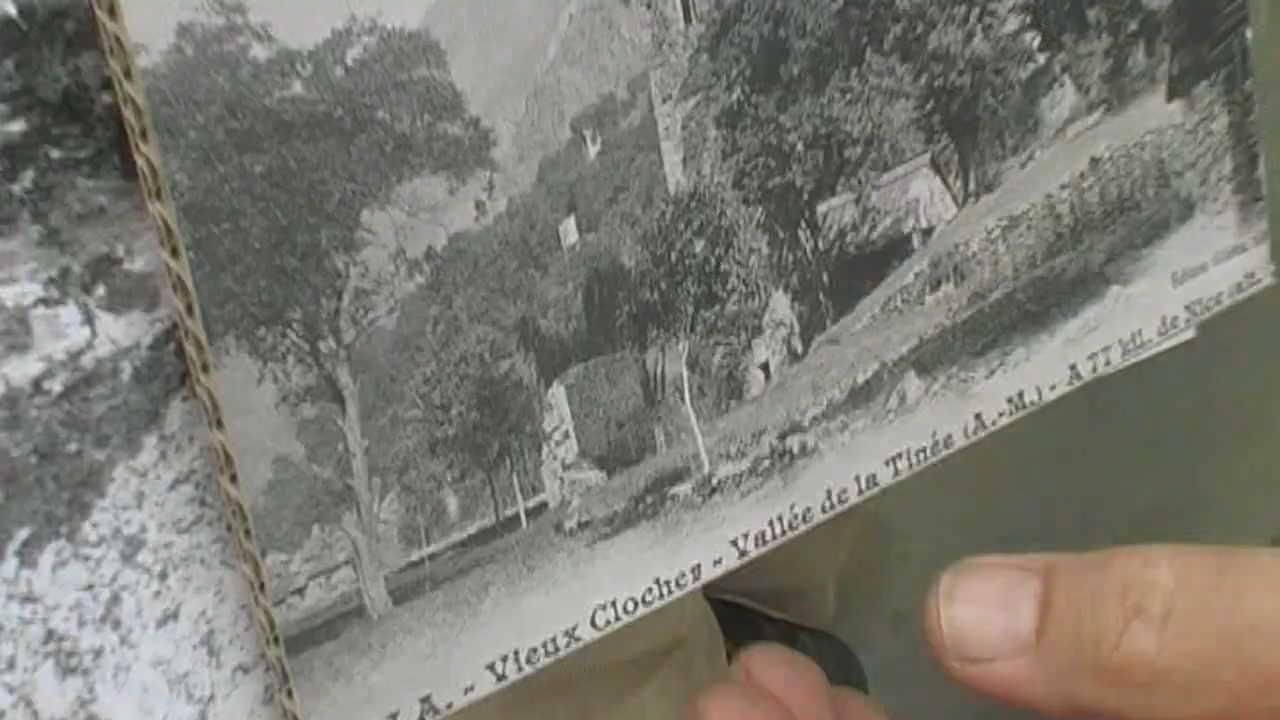 A. - Vieux Clocher - Vallée de la Tinée (A.-M.) - A 77 kil. de Nice